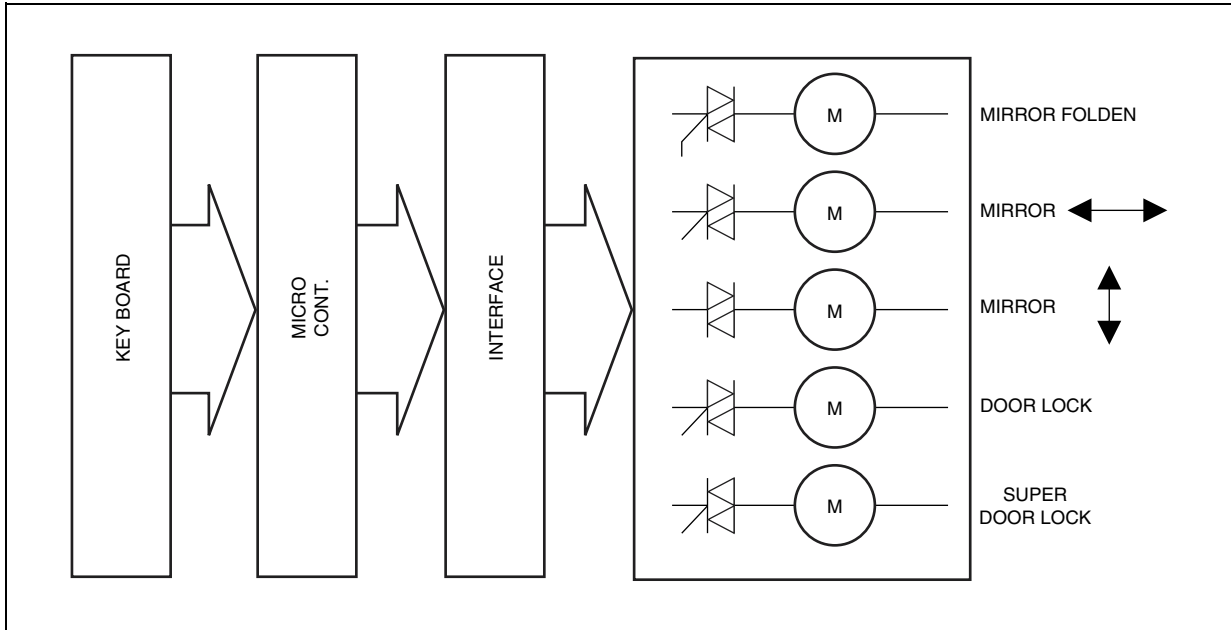 KEY BOARD
MICRO
CONT.
INTERFACE
M
MIRROR FOLDEN
M
MIRROR
M
MIRROR
M
DOOR LOCK
M
SUPER
DOOR LOCK